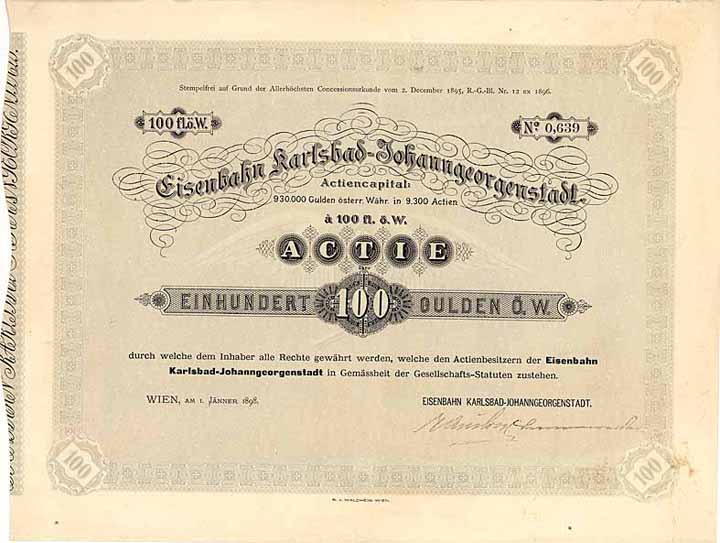 100
100
Stempelfrei auf Grund der Allerhöchsten Concessionsurkunde vom 2. December 1895, R.-G.-Bl. Nr. 12 ex 1896.
100 fl.ö.W.
No 0,639
Eisenbahn Karlsbad-Johanngeorgenstadt.
Actiencapital:
930.000 Gulden österr. Währ. in 9.300 Actien
à 100 fl. ö. W.
ACTIE
EINHUNDERT 100 GULDEN Ö. W.
durch welche dem Inhaber alle Rechte gewährt werden, welche den Actienbesitzern der Eisenbahn
Karlsbad-Johanngeorgenstadt in Gemässheit der Gesellschafts-Statuten zustehen.
WIEN, AM 1. JÄNNER 1898.
EISENBAHN KARLSBAD-JOHANNGEORGENSTADT.
100
100
R. v. WALDHEIM, WIEN.